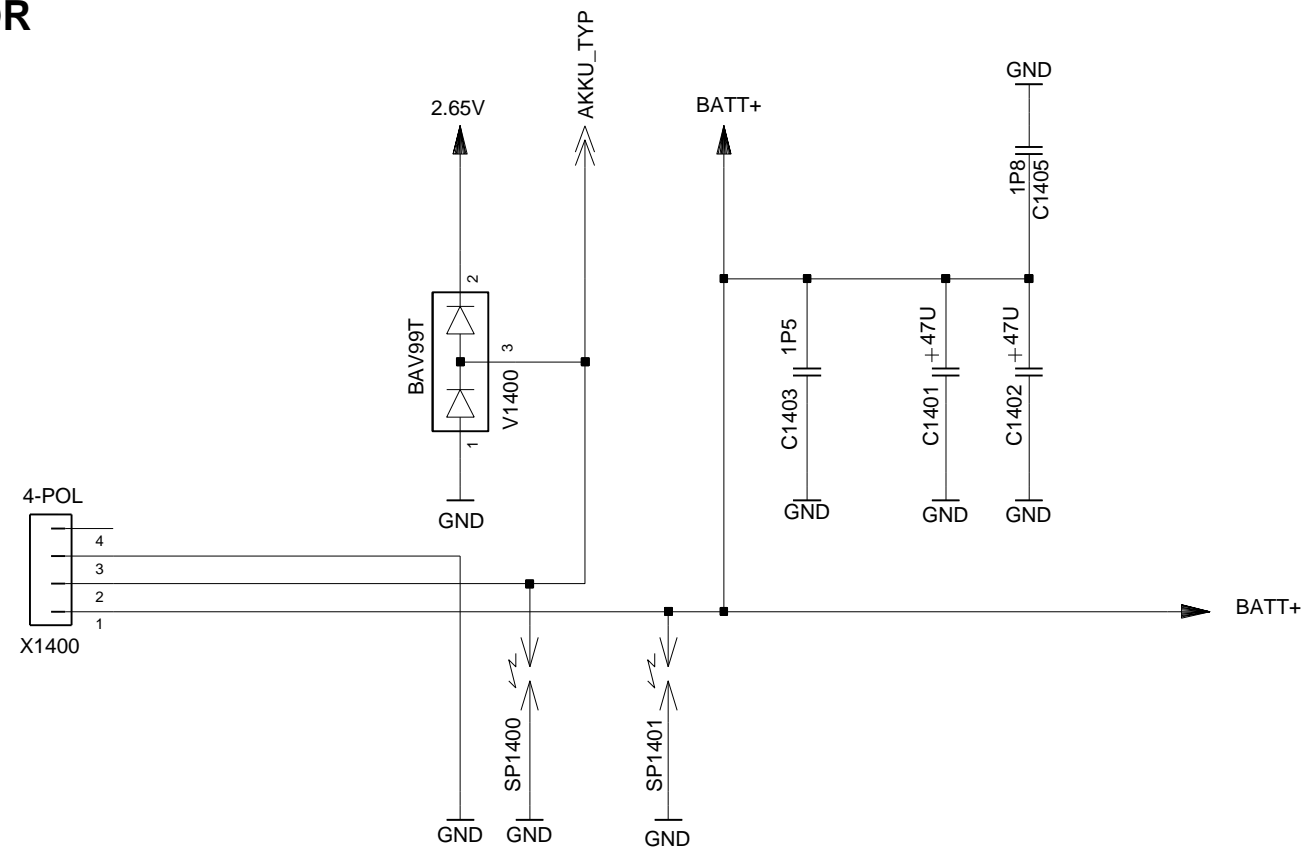 OR
AKKU_TYP
2.65V
BATT+
GND
1P8
C1405
2
BAV99T
3
V1400
1
GND
1P5
C1403
+47U
C1401
+47U
C1402
GND
GND
GND
4-POL
4
3
2
1
X1400
BATT+
SP1400
SP1401
GND
GND
GND